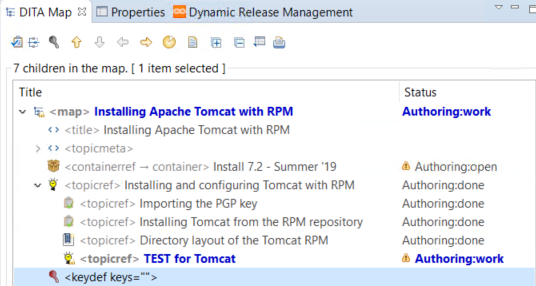 DITA Map Properties Dynamic Release Management
7 children in the map. [ 1 item selected ]
Title Status
<map> Installing Apache Tomcat with RPM Authoring:work
<title> Installing Apache Tomcat with RPM
<topicmeta>
<containerref → container> Install 7.2 - Summer '19 Authoring:open
<topicref> Installing and configuring Tomcat with RPM Authoring:done
<topicref> Importing the PGP key Authoring:done
<topicref> Installing Tomcat from the RPM repository Authoring:done
<topicref> Directory layout of the Tomcat RPM Authoring:done
<topicref> TEST for Tomcat Authoring:work
<keydef keys="">